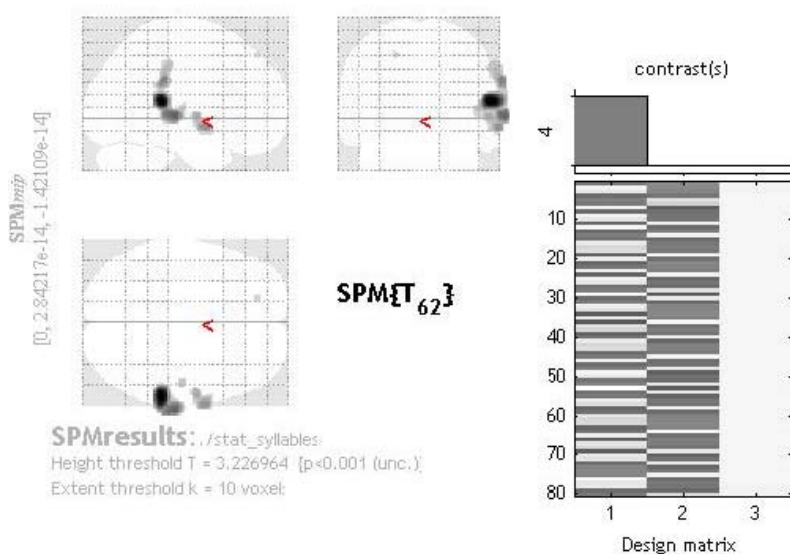 SPMmip
[0, 2.84217e-14, -1.42109e-14]
<
<
<
SPM{T62}
SPMresults: ./stat_syllables
Height threshold T = 3.226964 {p<0.001 (unc.)}
Extent threshold k = 10 voxels
contrast(s)
4
10
20
30
40
50
60
70
80
1 2 3
Design matrix